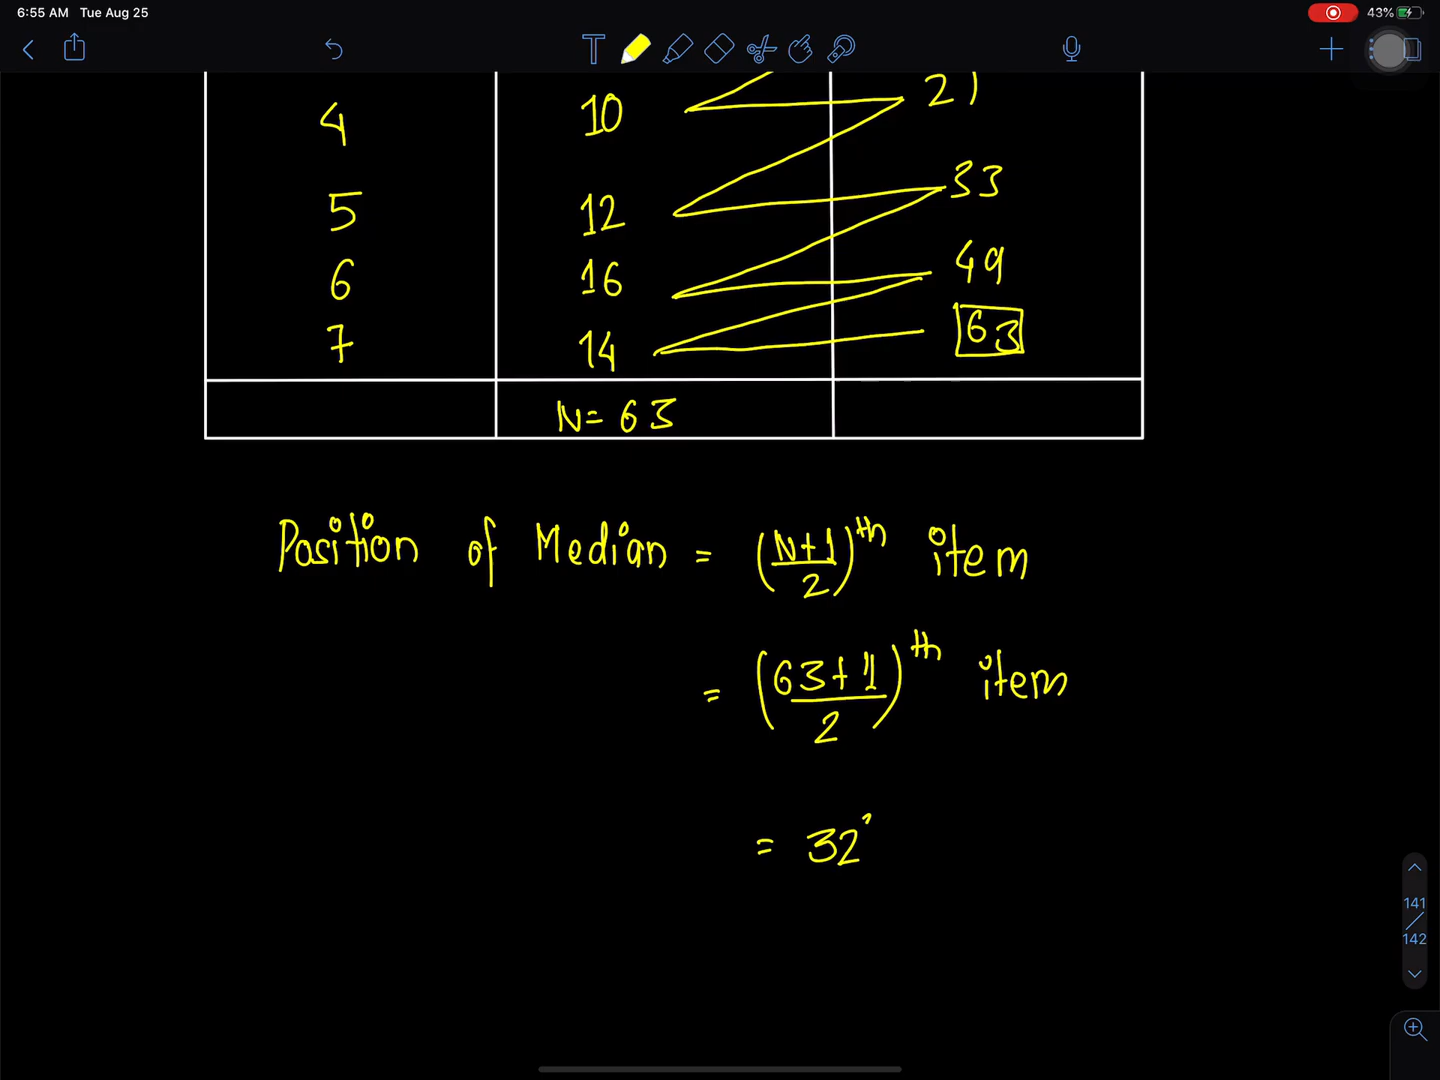 6:55 AM Tue Aug 25 43%
T
4 10 21
5 12 33
6 16 49
7 14 63
N= 63
Position of Median = (N+1/2)th item
= (63+1/2)th item
= 32
141
142